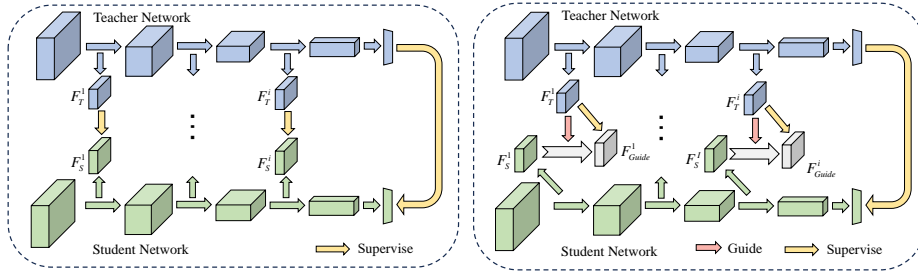 Teacher Network
F_T^1
F_T^i
F_S^1
F_S^i
Student Network
Supervise
Teacher Network
F_T^1
F_T^i
F_S^1
F_Guide^1
F_S^I
F_Guide^i
Student Network
Guide
Supervise